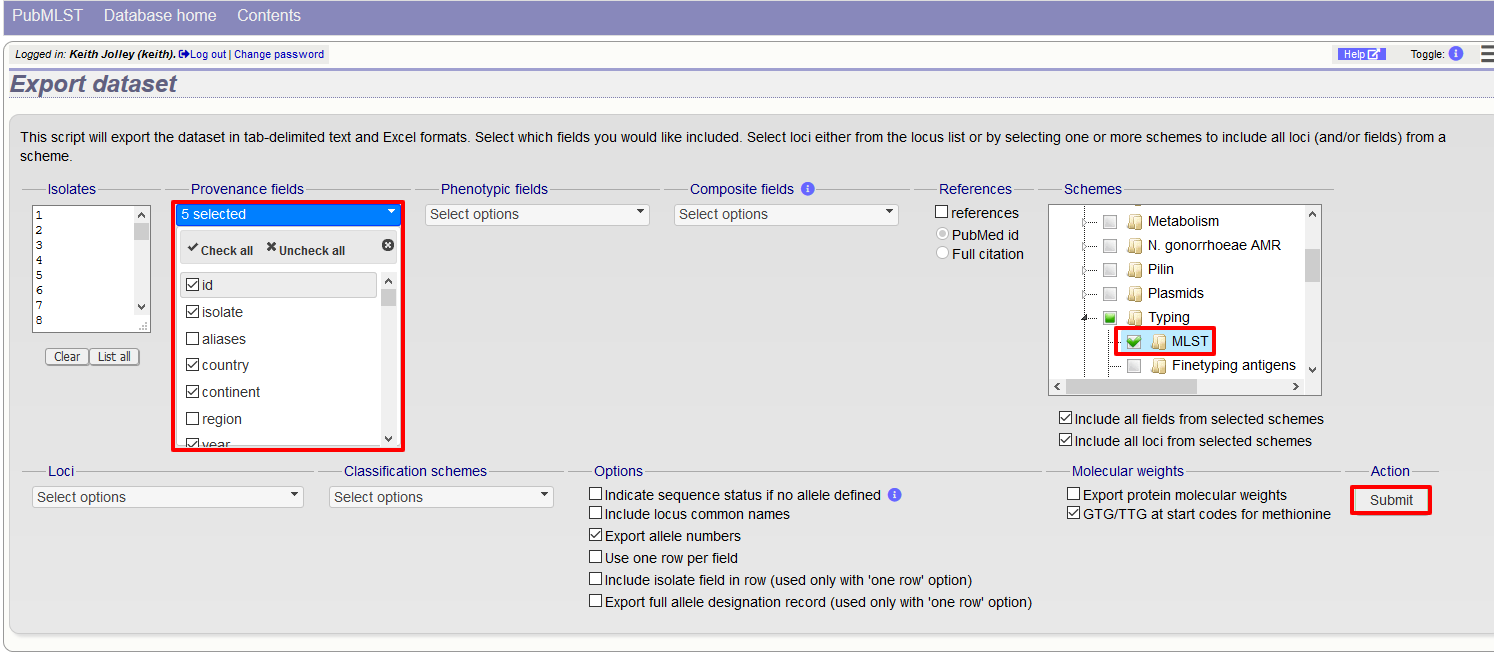 PubMLST Database home Contents
Logged in: Keith Jolley (keith). Log out | Change password
Help
Toggle:
Export dataset
This script will export the dataset in tab-delimited text and Excel formats. Select which fields you would like included. Select loci either from the locus list or by selecting one or more schemes to include all loci (and/or fields) from a
scheme.
Isolates
1
2
3
4
5
6
7
8
Clear List all
Provenance fields
5 selected
Check all Uncheck all
id
isolate
aliases
country
continent
region
year
Phenotypic fields
Select options
Composite fields
Select options
References
references
PubMed id
Full citation
Schemes
Metabolism
N. gonorrhoeae AMR
Pilin
Plasmids
Typing
MLST
Finetyping antigens
Include all fields from selected schemes
Include all loci from selected schemes
Loci
Select options
Classification schemes
Select options
Options
Indicate sequence status if no allele defined
Include locus common names
Export allele numbers
Use one row per field
Include isolate field in row (used only with 'one row' option)
Export full allele designation record (used only with 'one row' option)
Molecular weights
Export protein molecular weights
GTG/TTG at start codes for methionine
Action
Submit